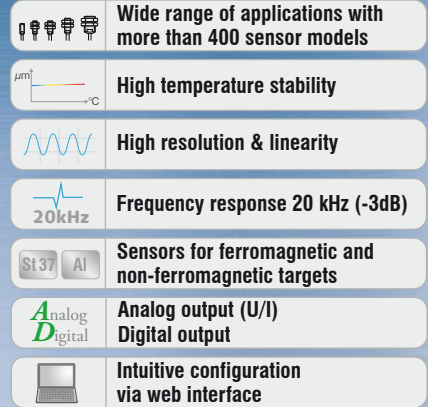 Wide range of applications with
more than 400 sensor models
µm
°C
High temperature stability
High resolution & linearity
20kHz
Frequency response 20 kHz (-3dB)
St37 Al
Sensors for ferromagnetic and
non-ferromagnetic targets
Analog
Digital
Analog output (U/I)
Digital output
Intuitive configuration
via web interface